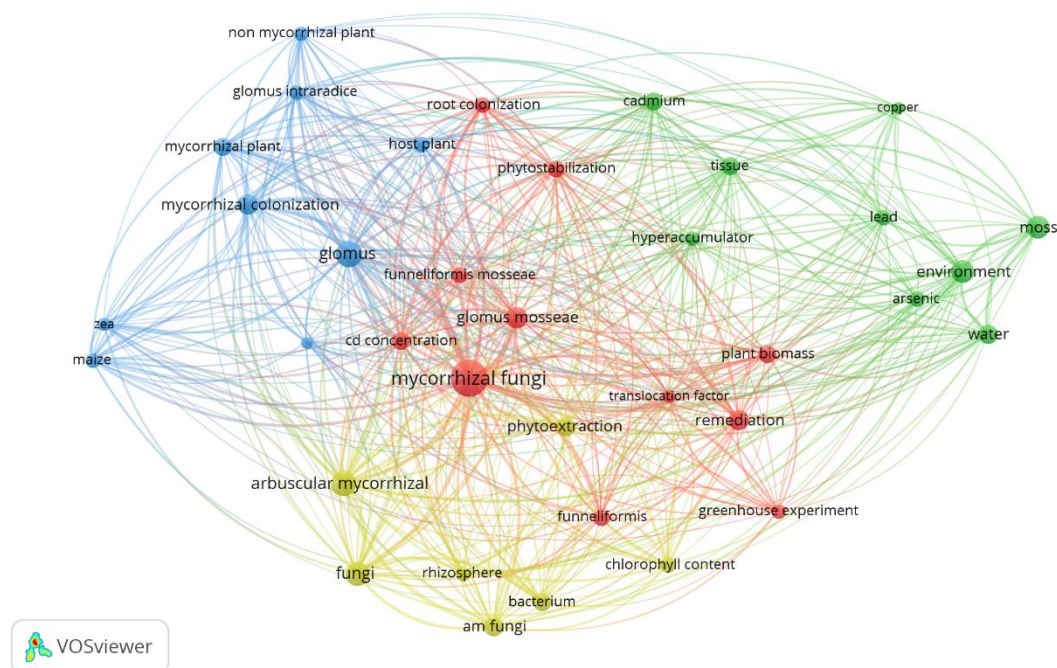 non mycorrhizal plant
glomus intraradice
root colonization
cadmium
copper
mycorrhizal plant
host plant
phytostabilization
tissue
mycorrhizal colonization
lead
moss
hyperaccumulator
glomus
funneliformis mosseae
environment
arsenic
glomus mosseae
zea
water
cd concentration
maize
plant biomass
mycorrhizal fungi
translocation factor
remediation
phytoextraction
arbuscular mycorrhizal
greenhouse experiment
funneliformis
chlorophyll content
fungi
rhizosphere
bacterium
am fungi
VOSviewer